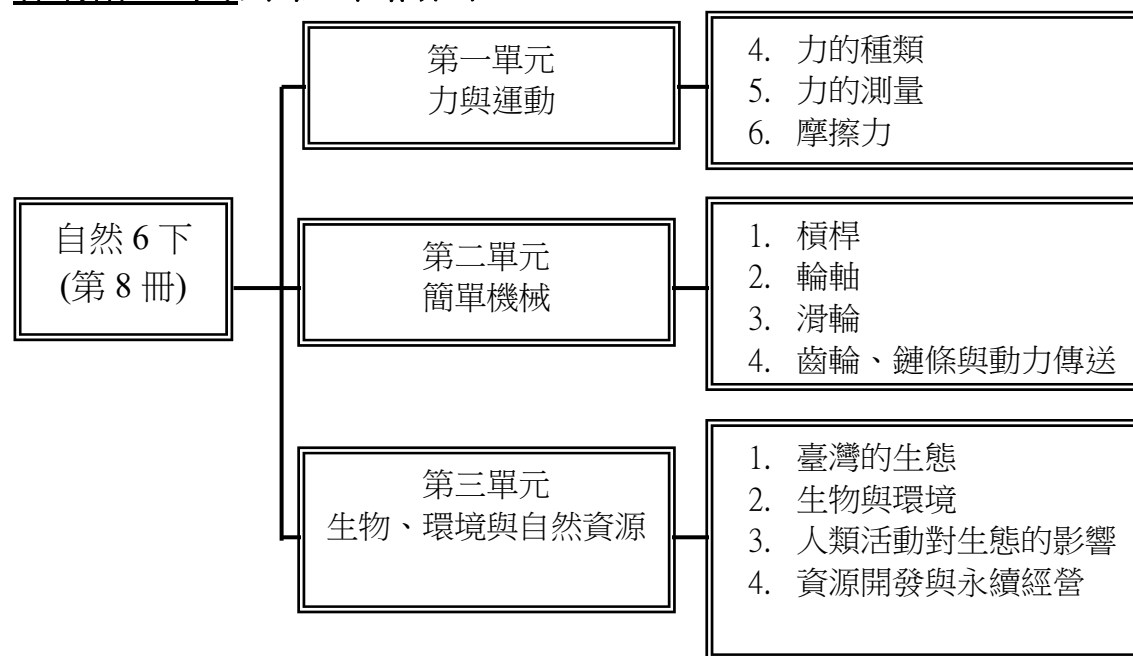 第一單元
力與運動
4. 力的種類
5. 力的測量
6. 摩擦力
自然 6 下
(第 8 冊)
第二單元
簡單機械
1. 槓桿
2. 輪軸
3. 滑輪
4. 齒輪、鏈條與動力傳送
第三單元
生物、環境與自然資源
1. 臺灣的生態
2. 生物與環境
3. 人類活動對生態的影響
4. 資源開發與永續經營